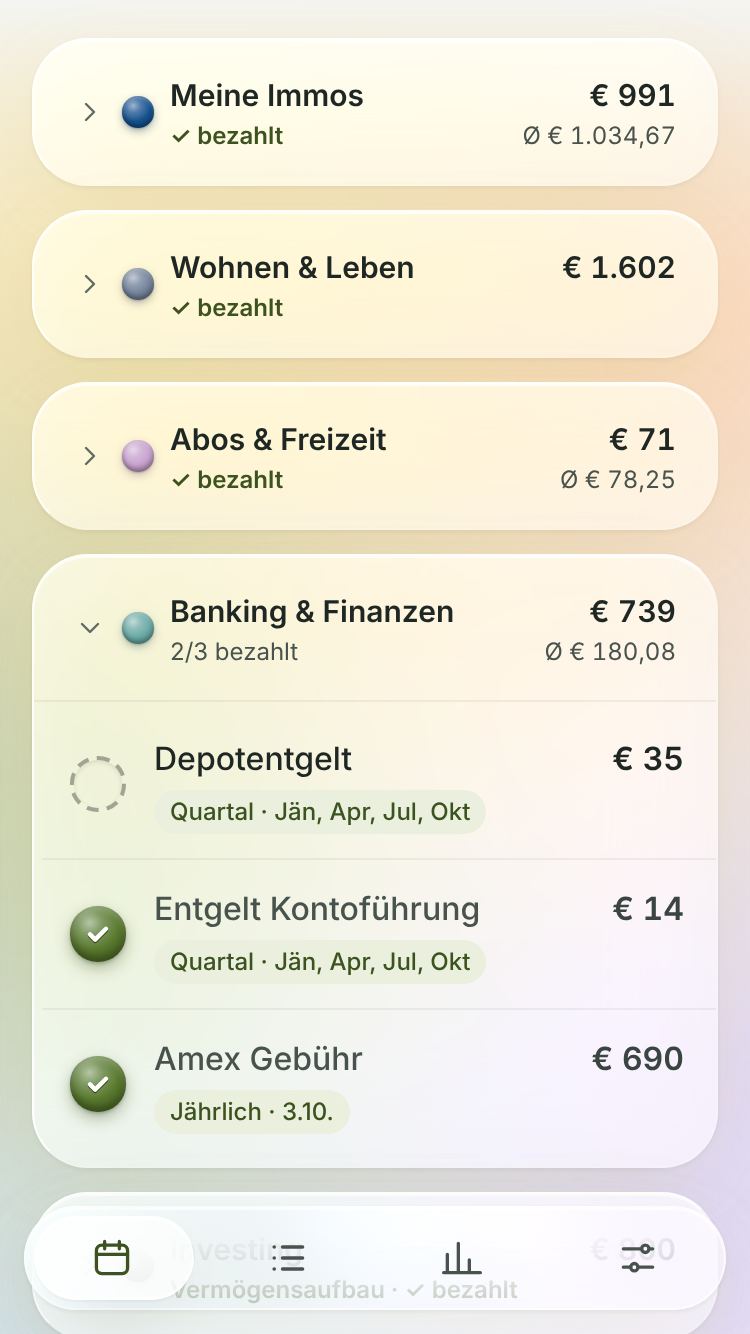 Meine Immos € 991
✓ bezahlt Ø € 1.034,67
Wohnen & Leben € 1.602
✓ bezahlt
Abos & Freizeit € 71
✓ bezahlt Ø € 78,25
Banking & Finanzen € 739
2/3 bezahlt Ø € 180,08
Depotentgelt € 35
Quartal · Jän, Apr, Jul, Okt
Entgelt Kontoführung € 14
Quartal · Jän, Apr, Jul, Okt
Amex Gebühr € 690
Jährlich · 3.10.
Investing €
Vermögensaufbau · ✓ bezahlt